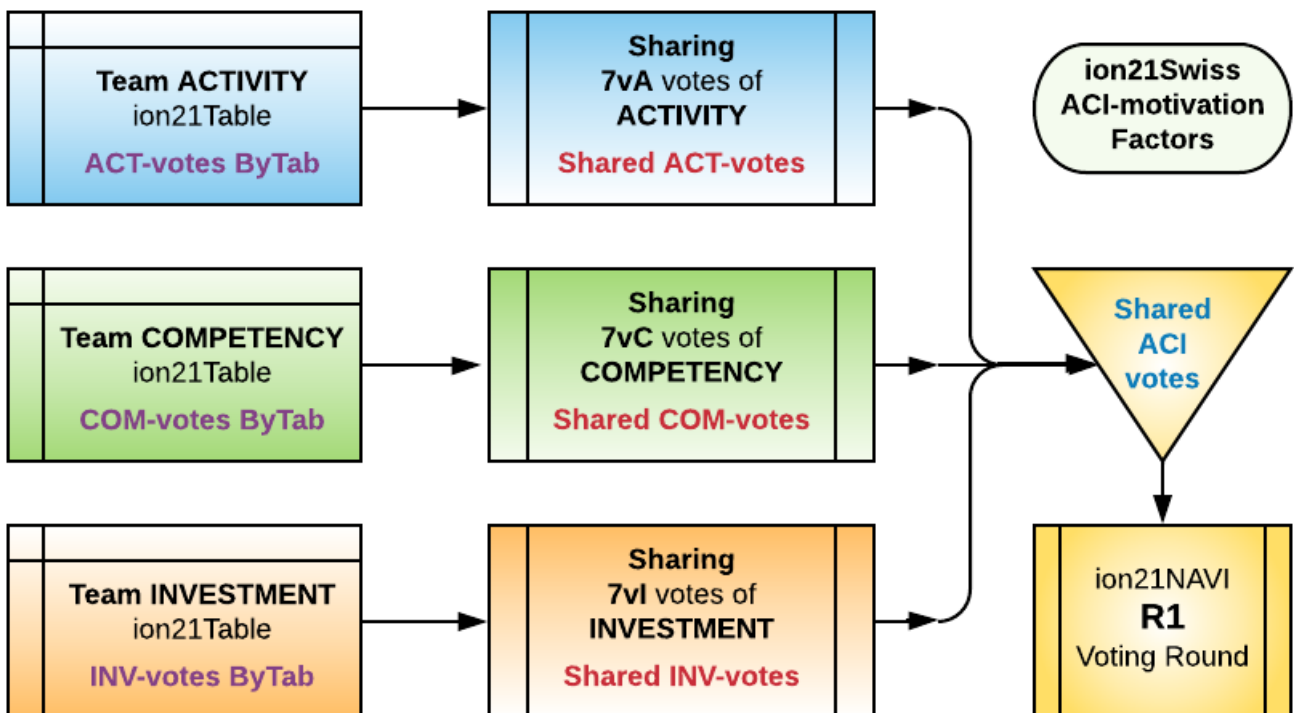 Team ACTIVITY
ion21Table
ACT-votes ByTab
Sharing
7vA votes of
ACTIVITY
Shared ACT-votes
ion21Swiss
ACI-motivation
Factors
Team COMPETENCY
ion21Table
COM-votes ByTab
Sharing
7vC votes of
COMPETENCY
Shared COM-votes
Shared
ACI
votes
Team INVESTMENT
ion21Table
INV-votes ByTab
Sharing
7vI votes of
INVESTMENT
Shared INV-votes
ion21NAVI
R1
Voting Round